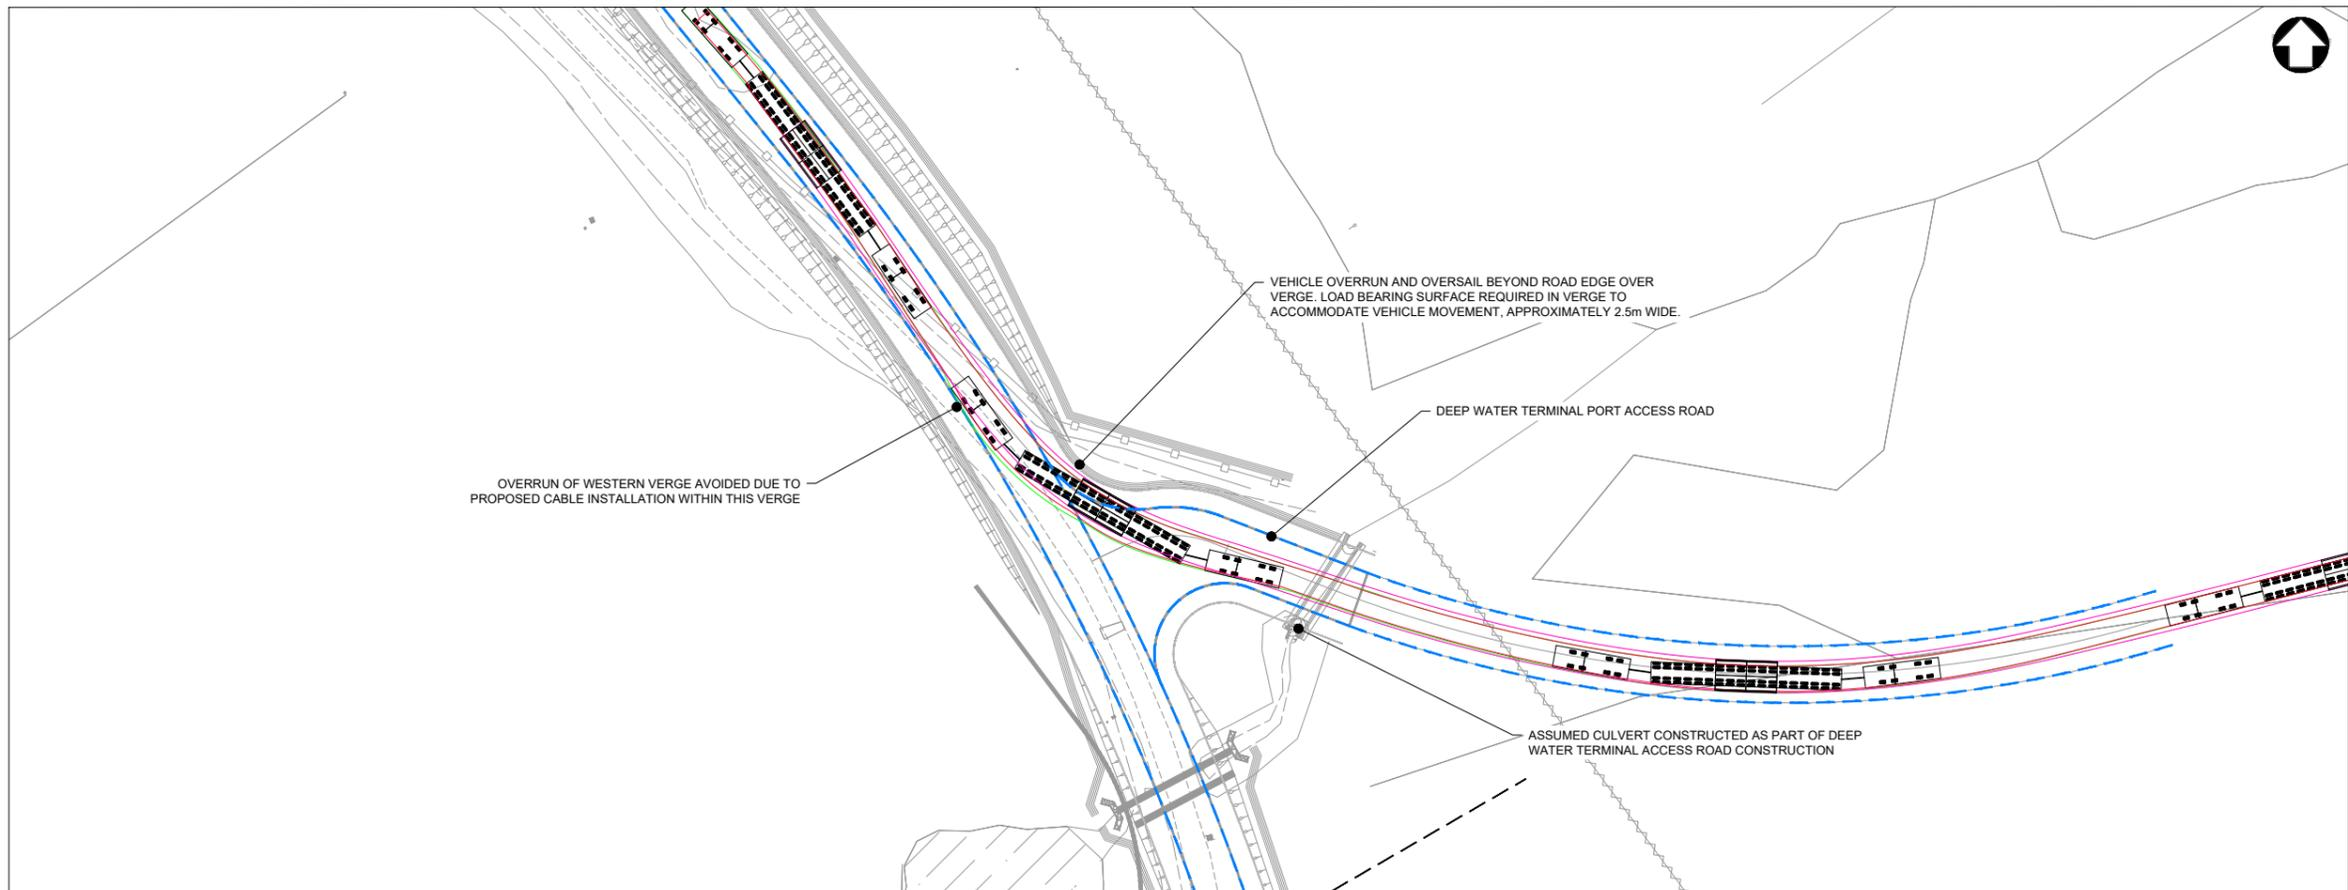 VEHICLE OVERRUN AND OVERSAIL BEYOND ROAD EDGE OVER
VERGE. LOAD BEARING SURFACE REQUIRED IN VERGE TO
ACCOMMODATE VEHICLE MOVEMENT, APPROXIMATELY 2.5m WIDE.
DEEP WATER TERMINAL PORT ACCESS ROAD
OVERRUN OF WESTERN VERGE AVOIDED DUE TO
PROPOSED CABLE INSTALLATION WITHIN THIS VERGE
ASSUMED CULVERT CONSTRUCTED AS PART OF DEEP
WATER TERMINAL ACCESS ROAD CONSTRUCTION